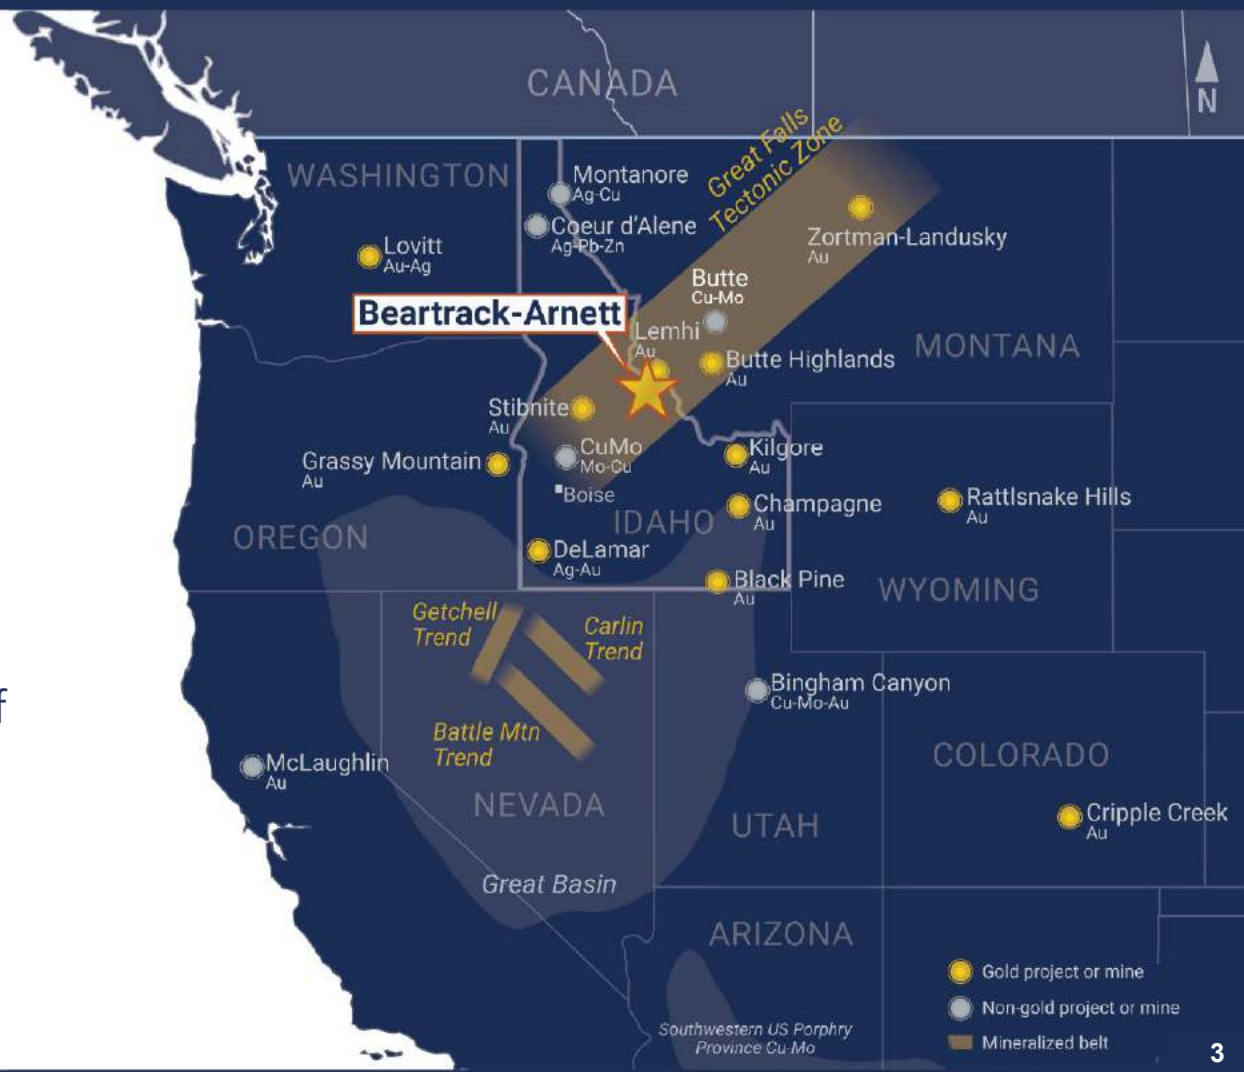 CANADA
N
Great Falls
Tectonic Zone
WASHINGTON
Montanore
Ag-Cu
Coeur d'Alene
Ag-Pb-Zn
Lovitt
Au-Ag
Zortman-Landusky
Au
Butte
Cu-Mo
Beartrack-Arnett
Lemhi
Au
MONTANA
Butte Highlands
Au
Stibnite
Au
CuMo
Mo-Cu
Kilgore
Au
Grassy Mountain
Au
Boise
Champagne
Au
Rattlsnake Hills
Au
IDAHO
OREGON
DeLamar
Ag-Au
Black Pine
Au
WYOMING
Getchell
Trend
Carlin
Trend
Bingham Canyon
Cu-Mo-Au
f
Battle Mtn
Trend
McLaughlin
Au
COLORADO
NEVADA
UTAH
Cripple Creek
Au
Great Basin
ARIZONA
Gold project or mine
Non-gold project or mine
Mineralized belt
Southwestern US Porphry
Province Cu-Mo
3